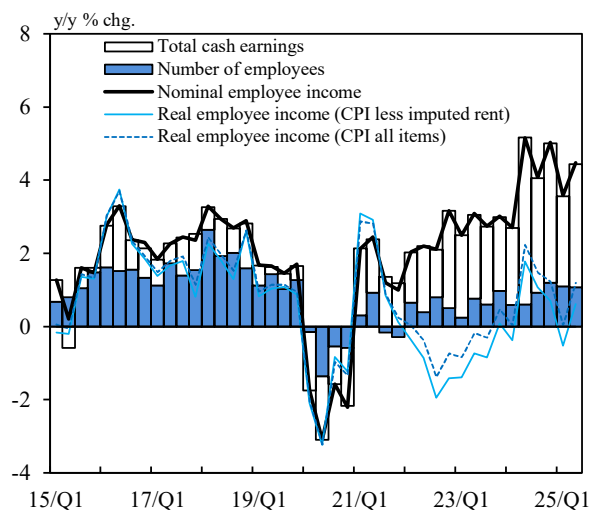 y/y % chg.
8
Total cash earnings
Number of employees
Nominal employee income
Real employee income (CPI less imputed rent)
Real employee income (CPI all items)
6
4
2
0
-2
-4
15/Q1 17/Q1 19/Q1 21/Q1 23/Q1 25/Q1